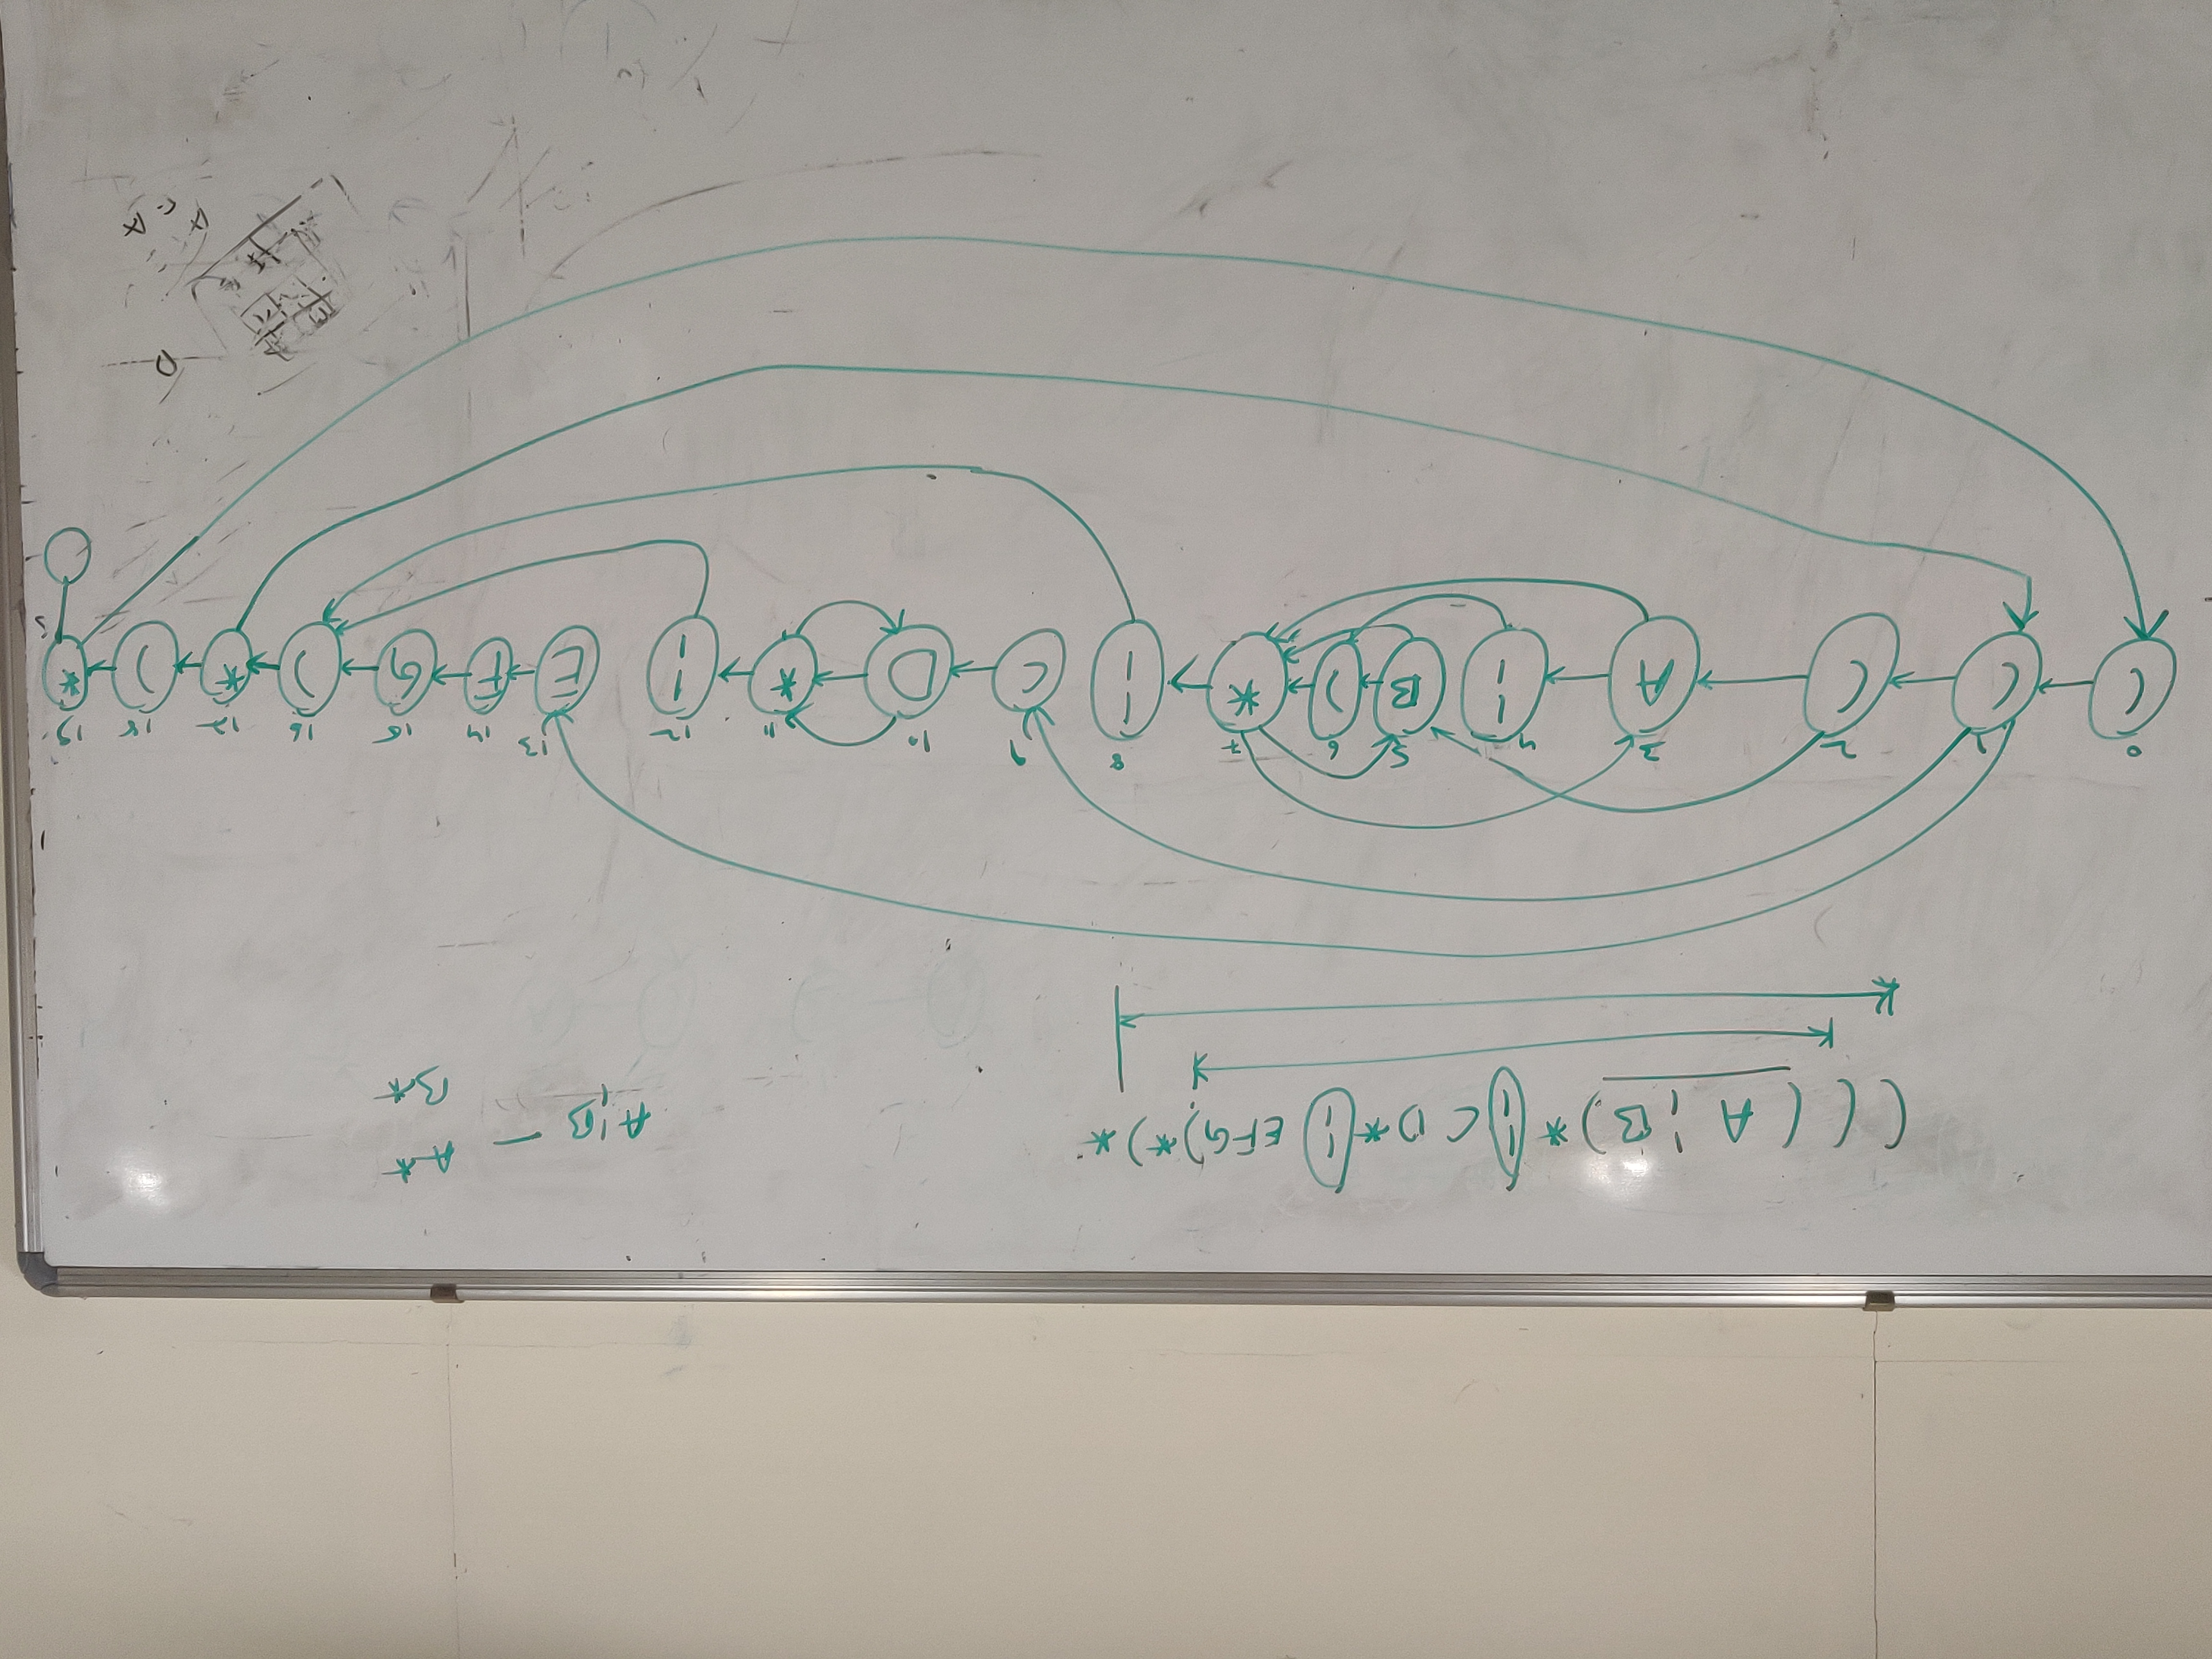 (((A|B)*|CD*|EFG)*)*
A|B — A*
B*
0 1 2 3 4 5 6 7 8 9 10 11 12 13 14 15 16 17 18 19
( ( ( A | B ) * | C D * | E F G ) * ) *
D
A
A